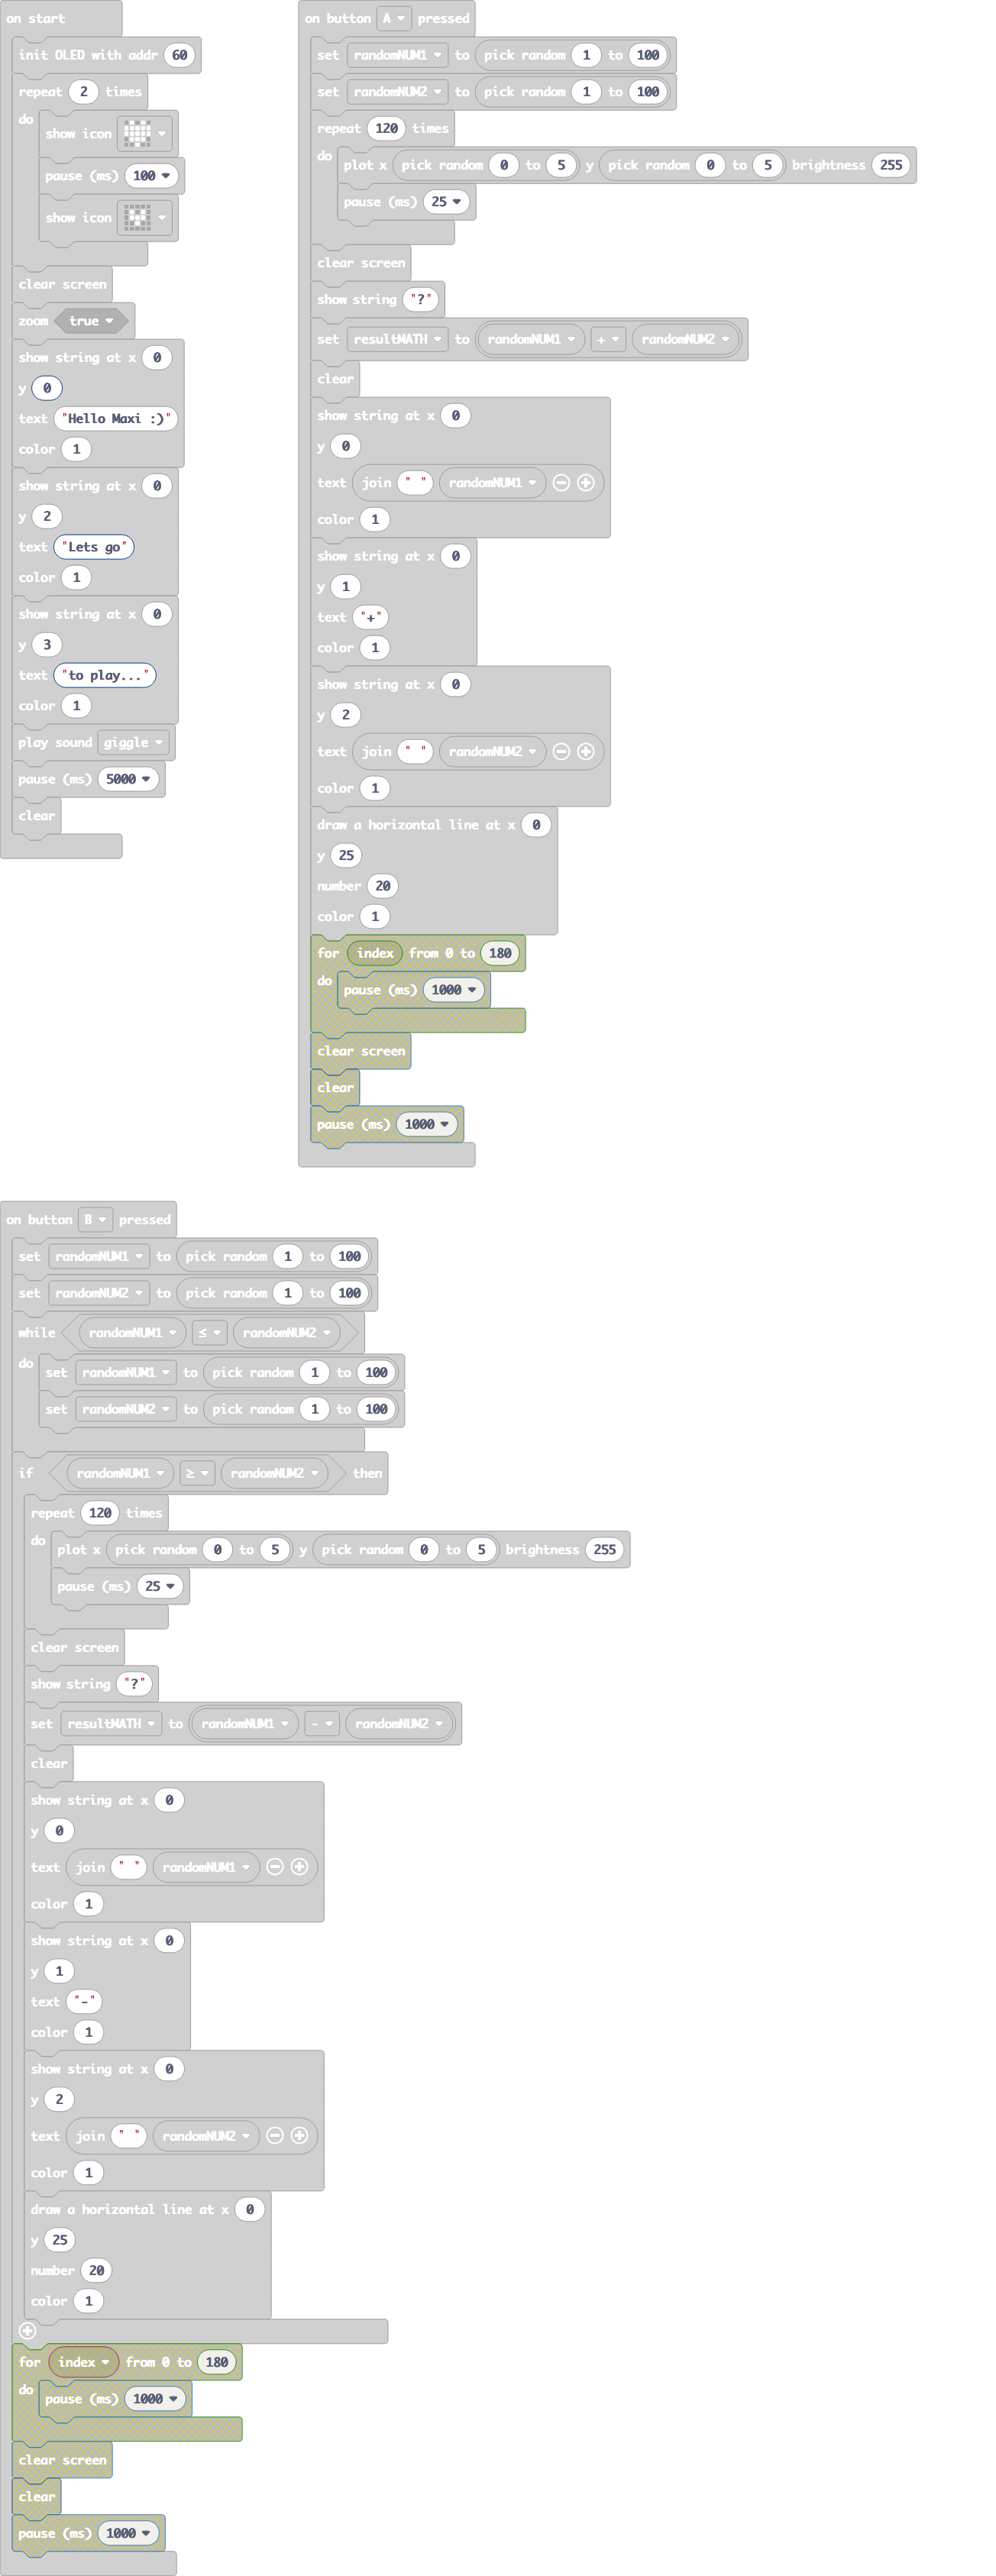 on start
init OLED with addr 60
repeat 2 times
do
show icon
pause (ms) 100
show icon
clear screen
zoom true
show string at x 0
y 0
text "Hello Maxi :)"
color 1
show string at x 0
y 2
text "Lets go"
color 1
show string at x 0
y 3
text "to play..."
color 1
play sound giggle
pause (ms) 5000
clear
on button A pressed
set randomNUM1 to pick random 1 to 100
set randomNUM2 to pick random 1 to 100
repeat 120 times
do
plot x pick random 0 to 5 y pick random 0 to 5 brightness 255
pause (ms) 25
clear screen
show string "?"
set resultMATH to randomNUM1 + randomNUM2
clear
show string at x 0
y 0
text join " " randomNUM1
color 1
show string at x 0
y 1
text "+"
color 1
show string at x 0
y 2
text join " " randomNUM2
color 1
draw a horizontal line at x 0
y 25
number 20
color 1
for index from 0 to 180
do
pause (ms) 1000
clear screen
clear
pause (ms) 1000
on button B pressed
set randomNUM1 to pick random 1 to 100
set randomNUM2 to pick random 1 to 100
while randomNUM1 ≤ randomNUM2
do
set randomNUM1 to pick random 1 to 100
set randomNUM2 to pick random 1 to 100
if randomNUM1 ≥ randomNUM2 then
repeat 120 times
do
plot x pick random 0 to 5 y pick random 0 to 5 brightness 255
pause (ms) 25
clear screen
show string "?"
set resultMATH to randomNUM1 - randomNUM2
clear
show string at x 0
y 0
text join " " randomNUM1
color 1
show string at x 0
y 1
text "-"
color 1
show string at x 0
y 2
text join " " randomNUM2
color 1
draw a horizontal line at x 0
y 25
number 20
color 1
for index from 0 to 180
do
pause (ms) 1000
clear screen
clear
pause (ms) 1000